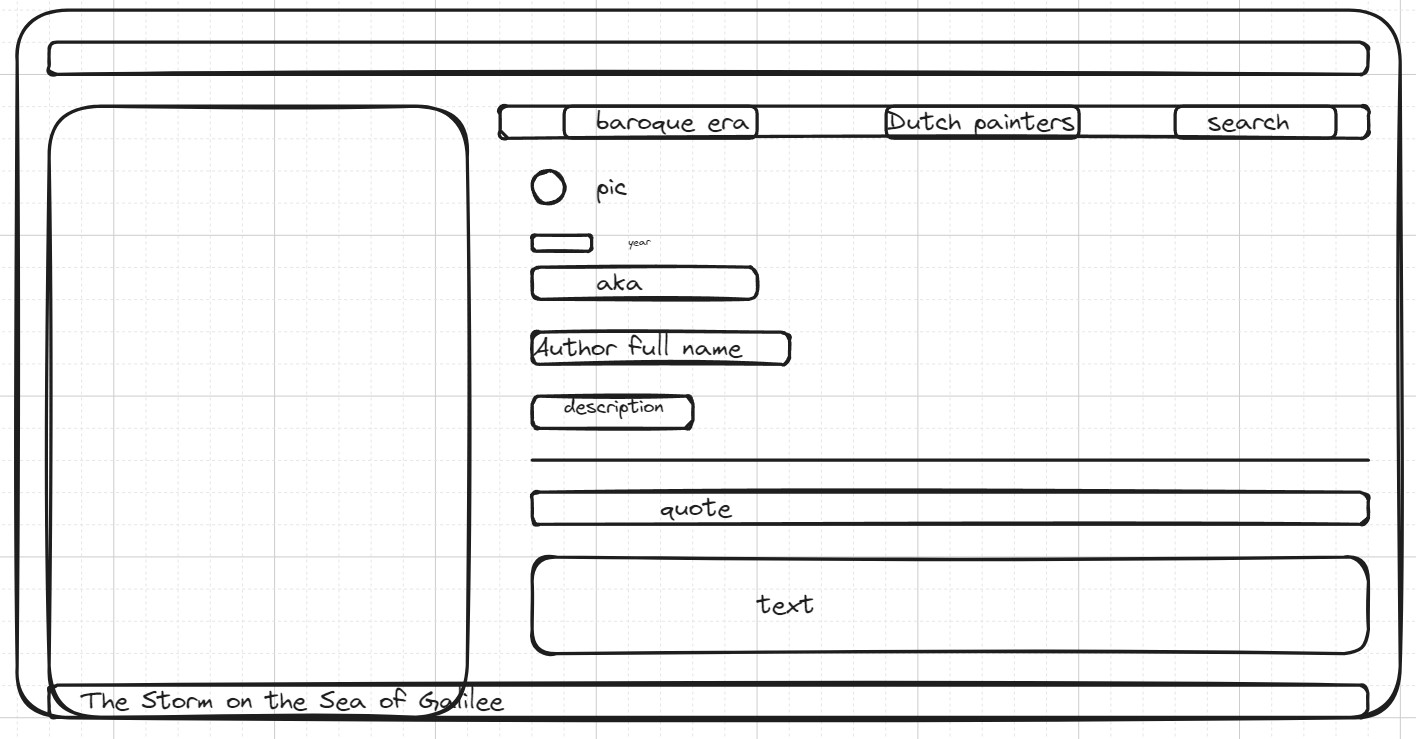 baroque era
Dutch painters
search
pic
year
aka
Author full name
description
quote
text
The Storm on the Sea of Galilee